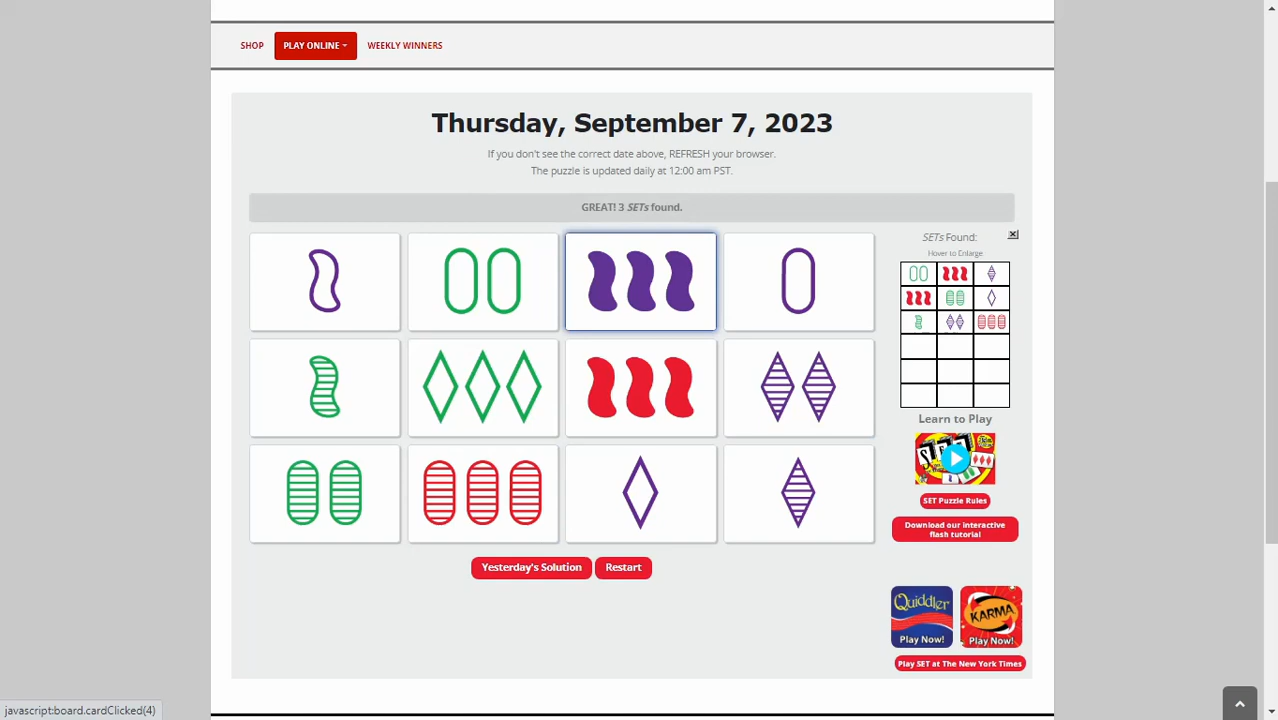 SHOP
PLAY ONLINE
WEEKLY WINNERS
Thursday, September 7, 2023
If you don't see the correct date above, REFRESH your browser.
The puzzle is updated daily at 12:00 am PST.
GREAT! 3 SETs found.
SETs Found:
Hover to Enlarge
Learn to Play
SET
SET Puzzle Rules
Download our interactive
flash tutorial
Yesterday's Solution
Restart
Quiddler
Play Now!
KARMA
Play Now!
Play SET at The New York Times
javascript:board.cardClicked(4)